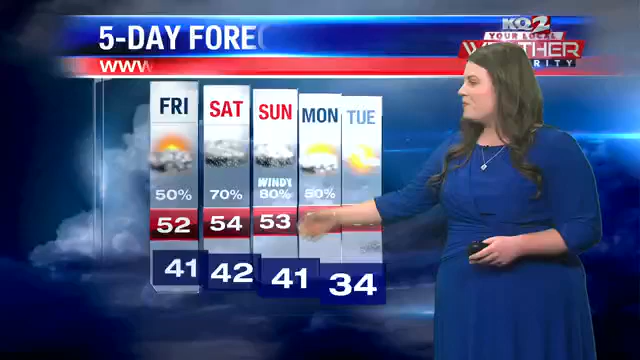 5-DAY FORE
KQ2
YOUR LOCAL
WEATHER
WWW
FRI SAT SUN MON TUE
WINDY
50% 70% 80% 50%
52 54 53
41 42 41 34